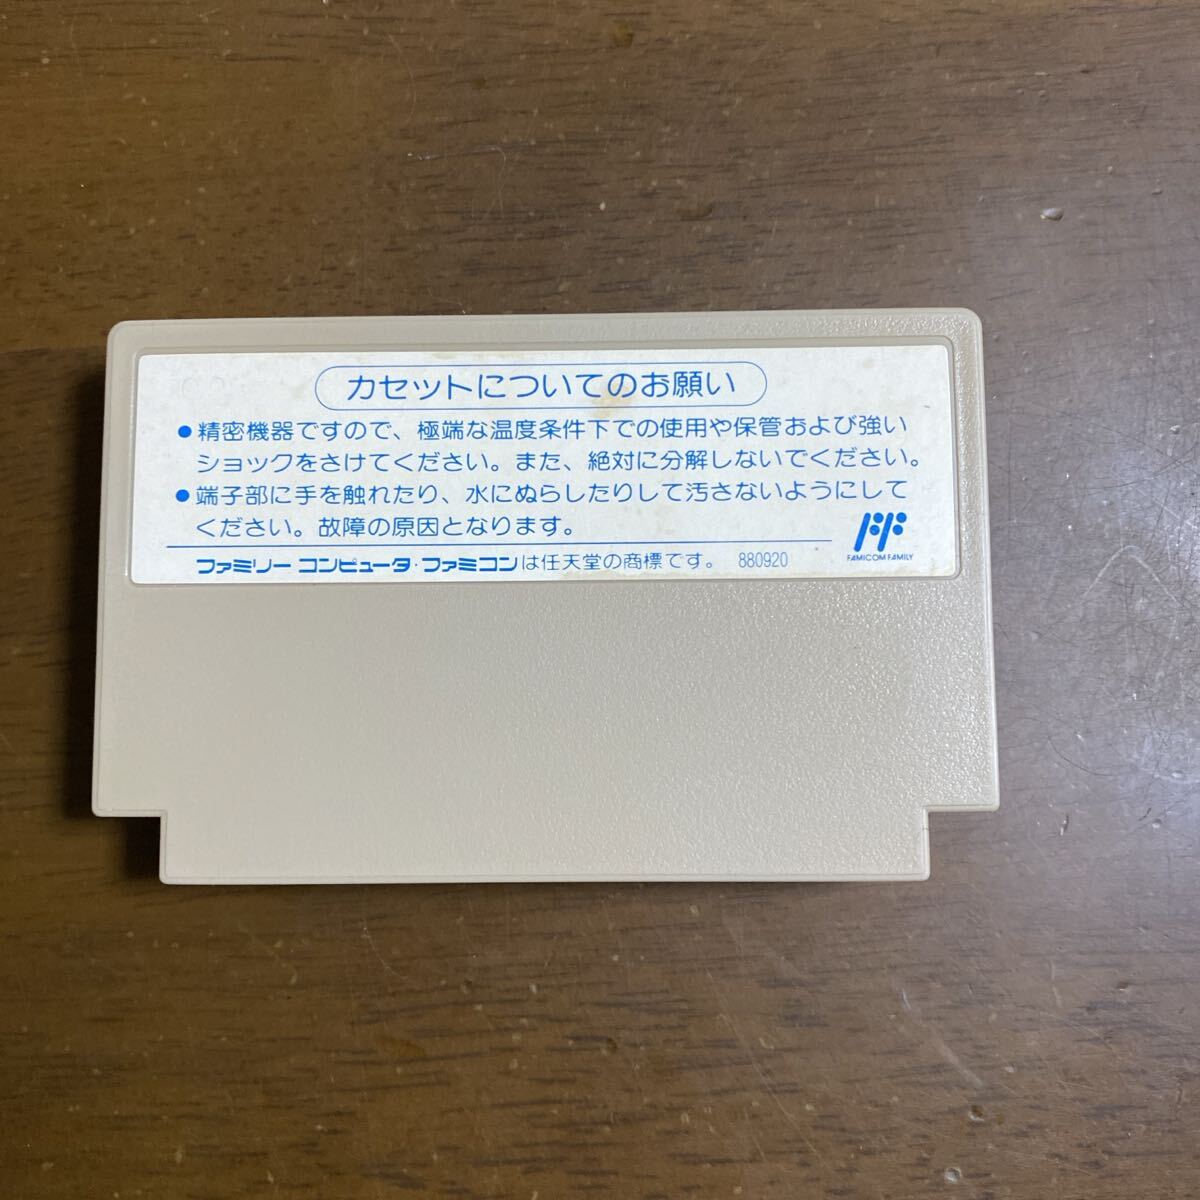 カセットについてのお願い
●精密機器ですので、極端な温度条件下での使用や保管および強い
ショックをさけてください。また、絶対に分解しないでください。
●端子部に手を触れたり、水にぬらしたりして汚さないようにして
ください。故障の原因となります。
FAMICOM FAMILY
ファミリー コンピュータ・ファミコンは任天堂の商標です。 880920